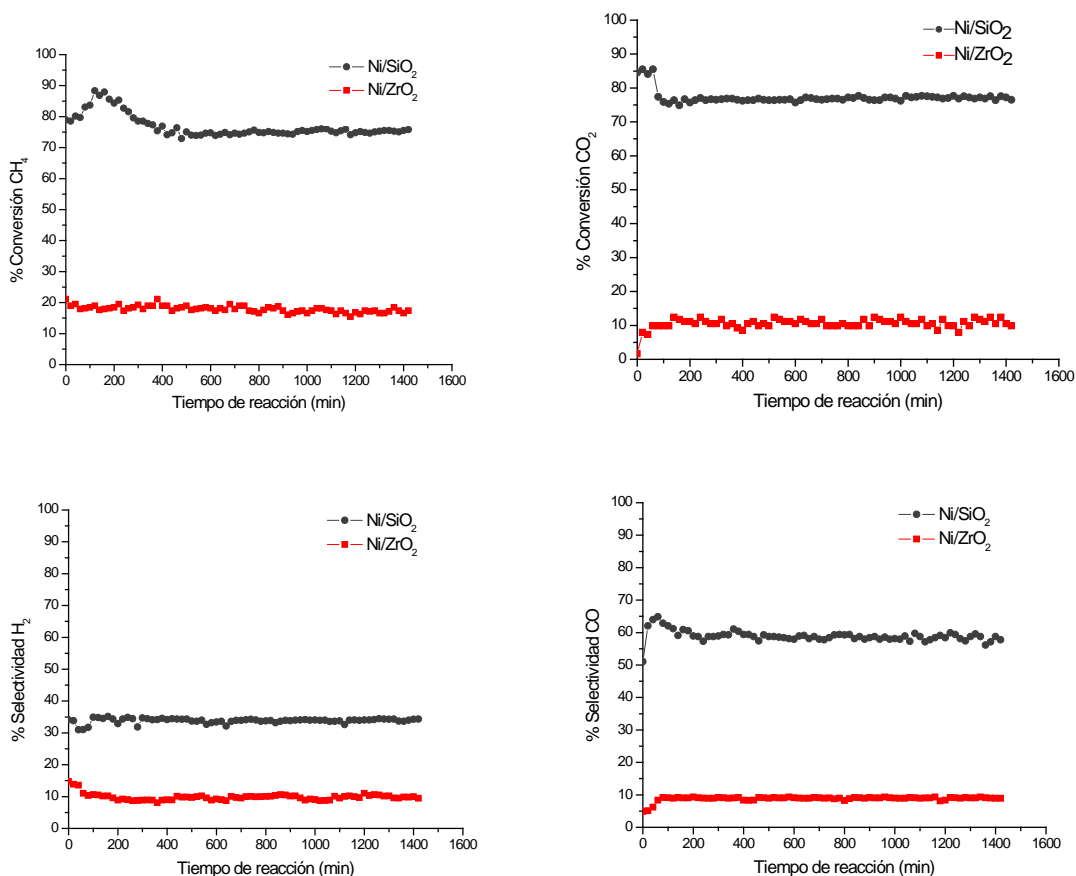 100
90
80
70
60
50
40
30
20
10
0
% Conversión CH₄
Ni/SiO₂
Ni/ZrO₂
0 200 400 600 800 1000 1200 1400 1600
Tiempo de reacción (min)
100
90
80
70
60
50
40
30
20
10
0
% Conversión CO₂
Ni/SiO2
Ni/ZrO2
0 200 400 600 800 1000 1200 1400 1600
Tiempo de reacción (min)
100
90
80
70
60
50
40
30
20
10
0
% Selectividad H₂
Ni/SiO₂
Ni/ZrO₂
0 200 400 600 800 1000 1200 1400 1600
Tiempo de reacción (min)
100
90
80
70
60
50
40
30
20
10
0
% Selectividad CO
Ni/SiO₂
Ni/ZrO₂
0 200 400 600 800 1000 1200 1400 1600
Tiempo de reacción (min)